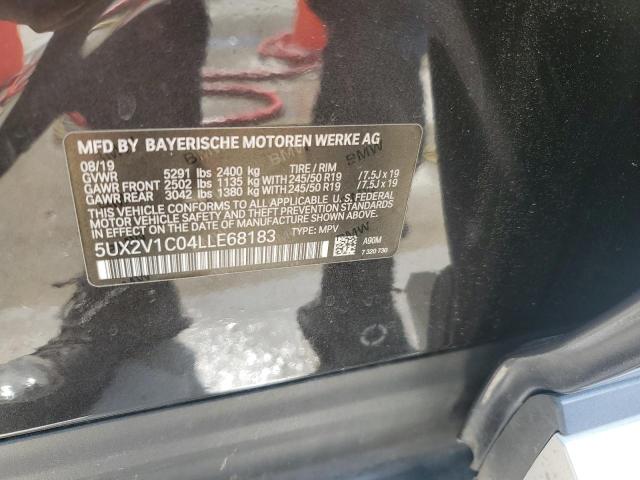 MFD BY BAYERISCHE MOTOREN WERKE AG
08/19
GVWR 5291 lbs 2400 kg TIRE / RIM
GAWR FRONT 2502 lbs 1135 kg WITH 245/50 R19 / 7.5J x 19
GAWR REAR 3042 lbs 1380 kg WITH 245/50 R19 / 7.5J x 19
THIS VEHICLE CONFORMS TO ALL APPLICABLE FEDERAL
MOTOR VEHICLE SAFETY, BUMPER, AND THEFT PREVENTION
STANDARDS IN EFFECT ON THE DATE OF MANUFACTURE SHOWN ABOVE.
5UX2V1C04LLE68183 TYPE: MPV
A90M
7 320 730